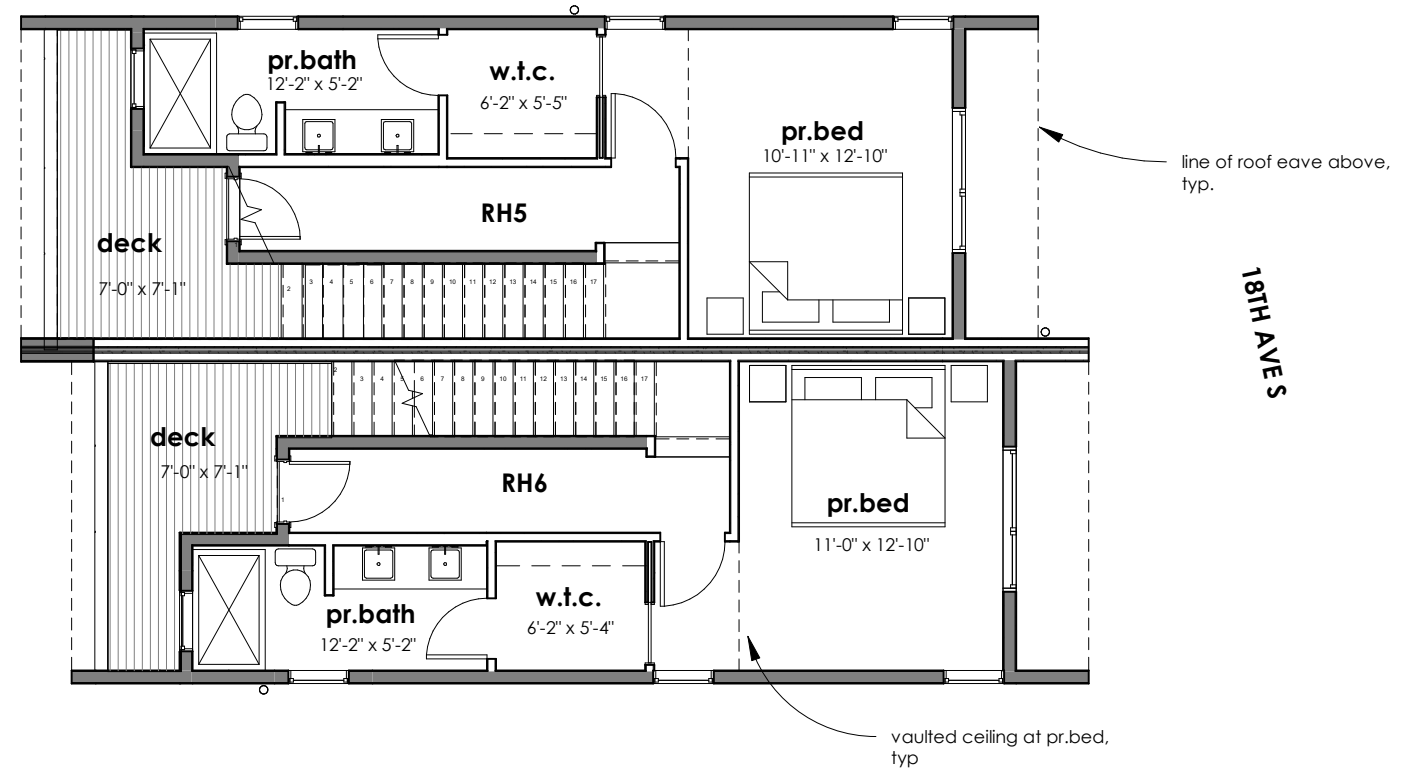 pr.bath
12'-2" x 5'-2"
w.t.c.
6'-2" x 5'-5"
pr.bed
10'-11" x 12'-10"
line of roof eave above,
typ.
RH5
deck
7'-0" x 7'-1"
2 3 4 5 6 7 8 9 10 11 12 13 14 15 16 17
18TH AVE S
2 3 4 5 6 7 8 9 10 11 12 13 14 15 16 17
deck
7'-0" x 7'-1"
1
RH6
pr.bed
11'-0" x 12'-10"
pr.bath
12'-2" x 5'-2"
w.t.c.
6'-2" x 5'-4"
vaulted ceiling at pr.bed,
typ